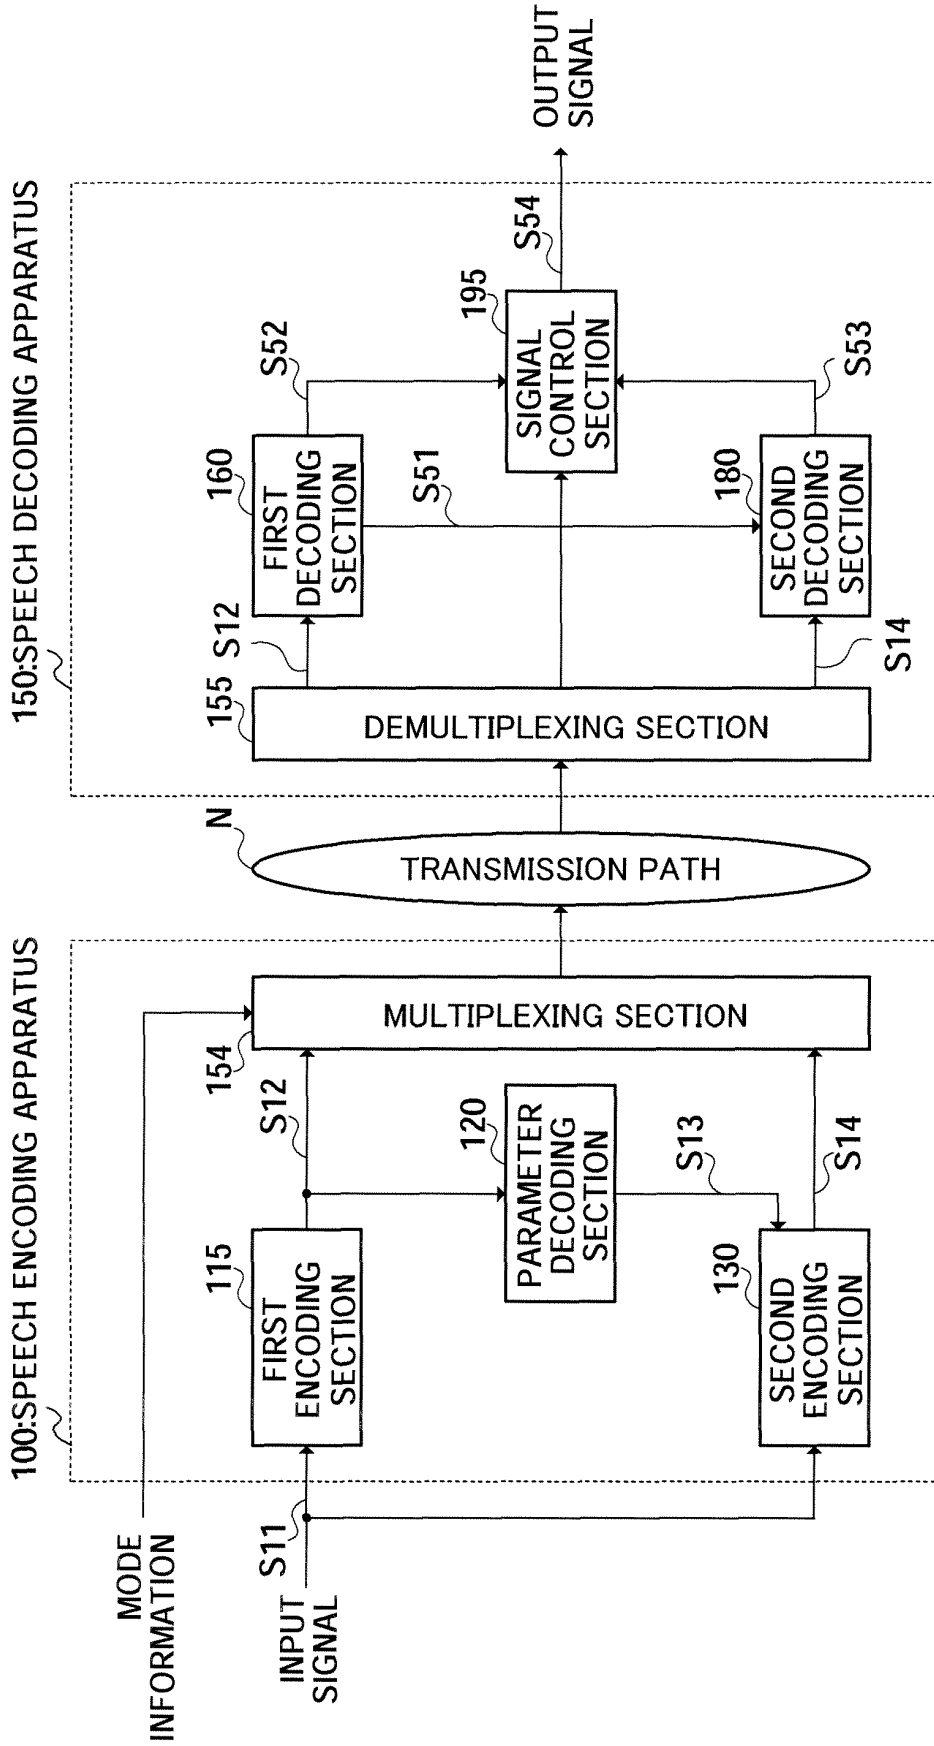 100:SPEECH ENCODING APPARATUS
MODE
INFORMATION
INPUT
SIGNAL
S11
115
FIRST
ENCODING
SECTION
S12
120
PARAMETER
DECODING
SECTION
S13
130
SECOND
ENCODING
SECTION
S14
154
MULTIPLEXING SECTION
N
TRANSMISSION PATH
150:SPEECH DECODING APPARATUS
155
DEMULTIPLEXING SECTION
S12
160
FIRST
DECODING
SECTION
S51
S52
S14
180
SECOND
DECODING
SECTION
S53
195
SIGNAL
CONTROL
SECTION
S54
OUTPUT
SIGNAL